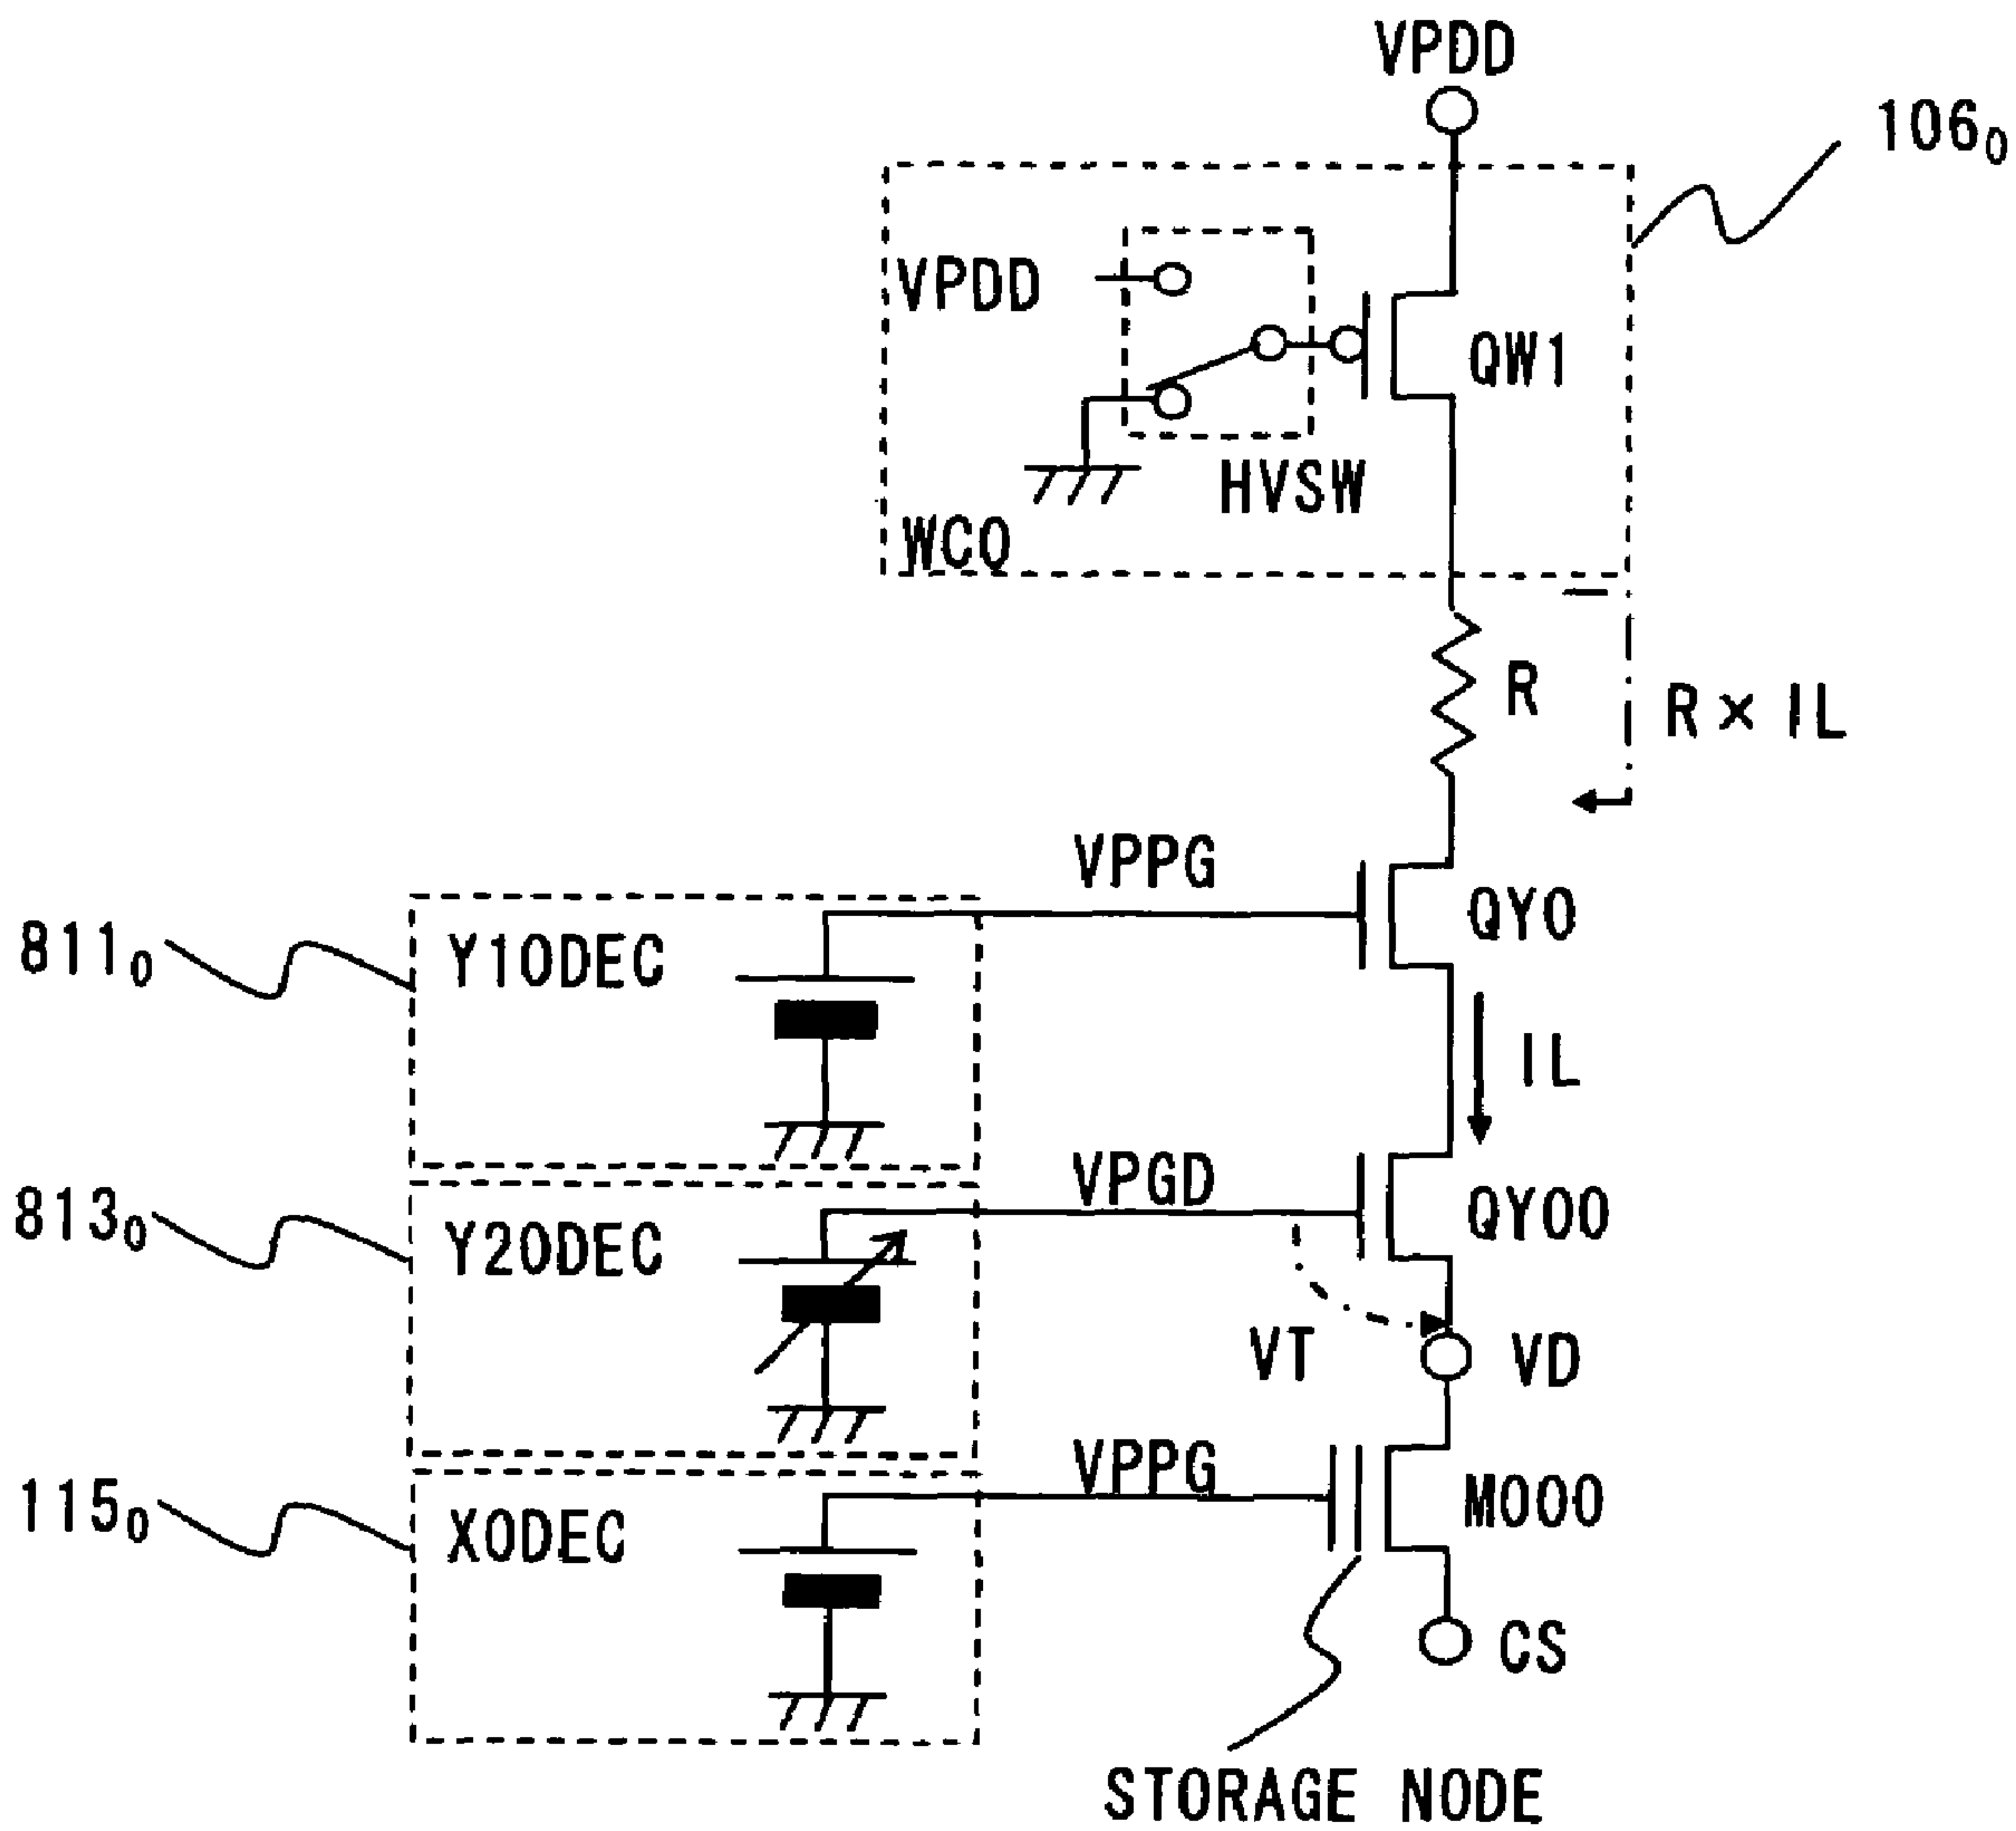 VPDD
106₀
VPDD
QW1
HVSW
WCQ
R
R×IL
VPPG
811₀
Y10DEC
QY0
IL
VPGD
813₀
Y20DEC
QY00
VT
VD
VPPG
115₀
X0DEC
M000
CS
STORAGE NODE